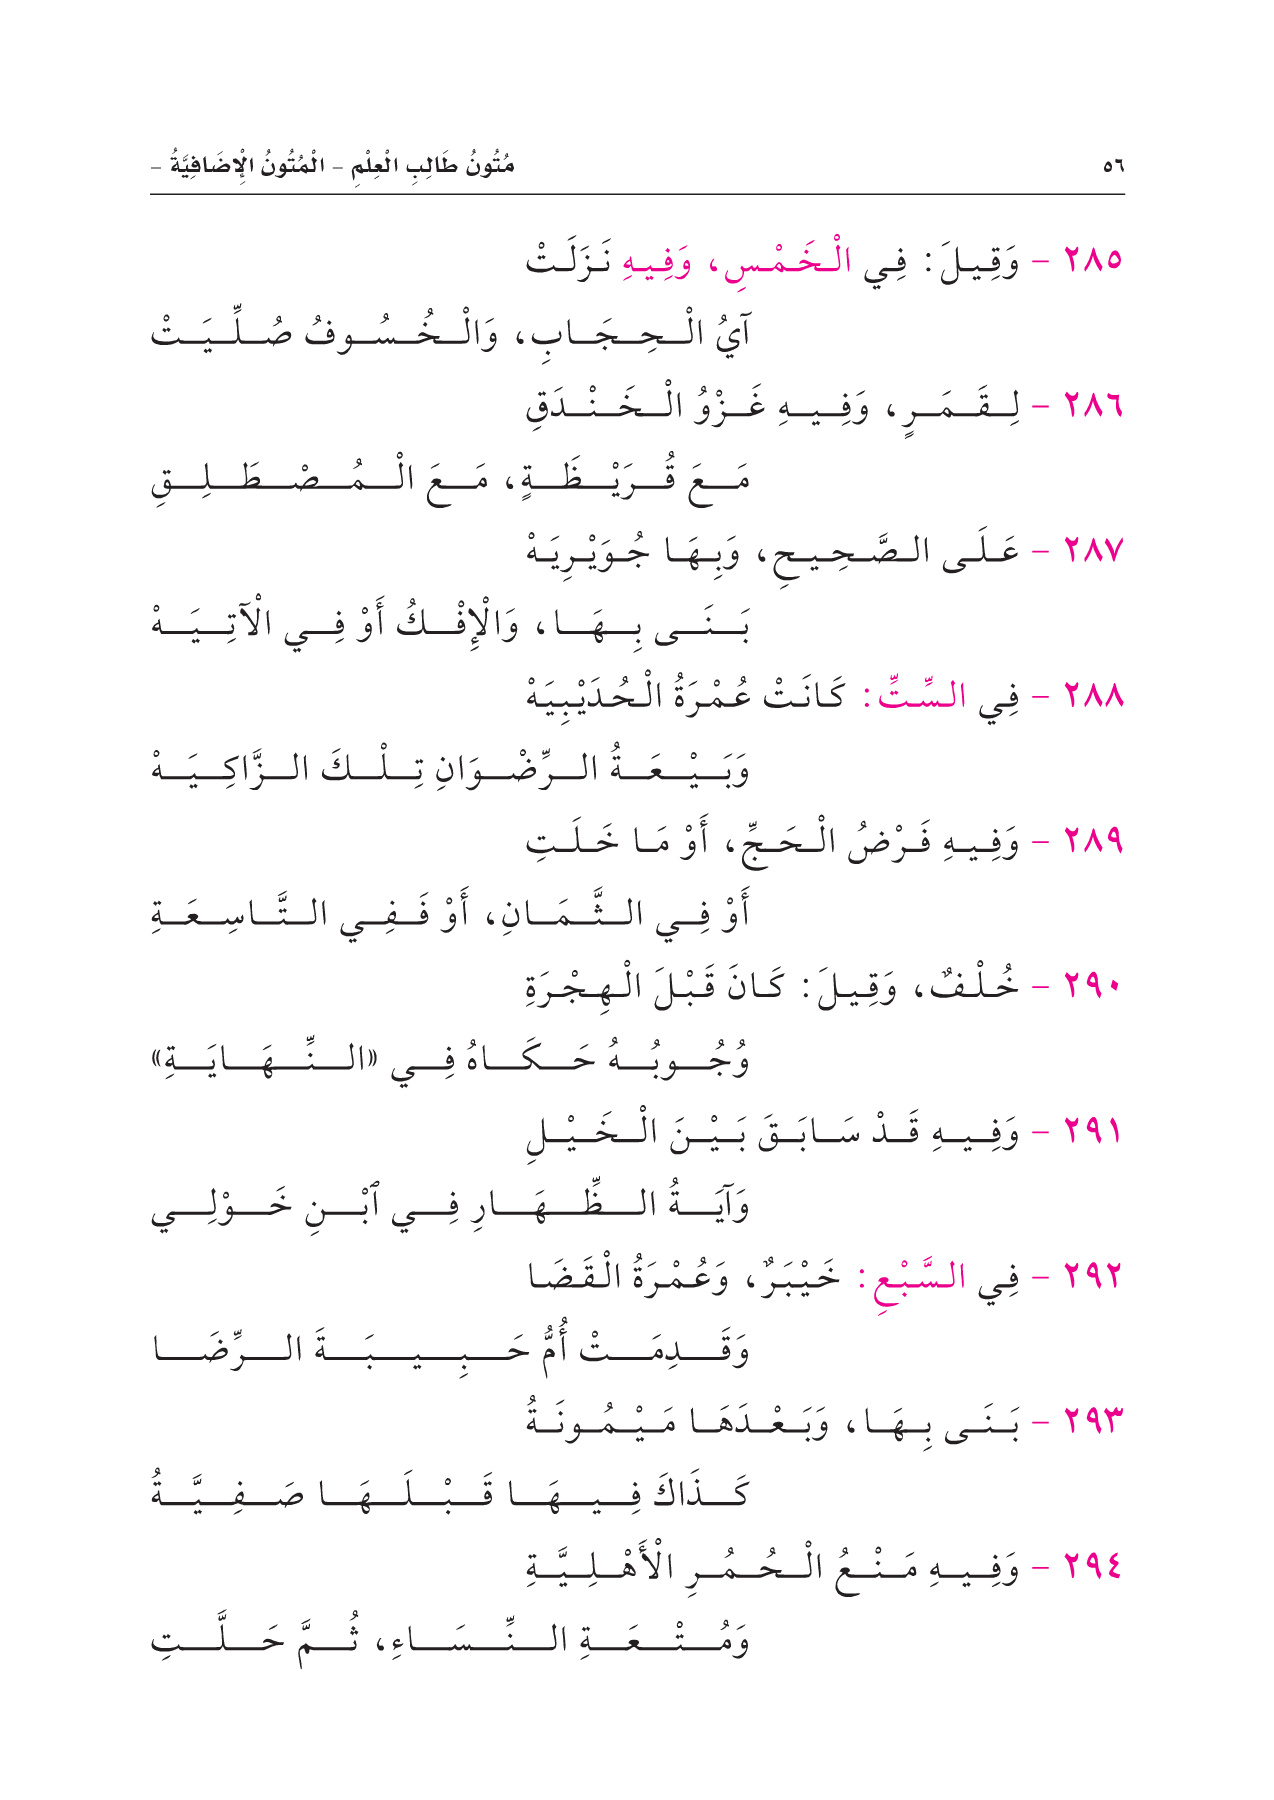 ٥٦
مُتُونُ طَالِبِ الْعِلْمِ – الْمُتُونُ الْإِضَافِيَّةُ –
٢٨٥ – وَقِيلَ: فِي الْخَمْسِ، وَفِيهِ نَزَلَتْ
آيُ الْحِجَابِ، وَالْخُسُوفُ صُلِّيَتْ
٢٨٦ – لِقَمَرٍ، وَفِيهِ غَزْوُ الْخَنْدَقِ
مَعَ قُرَيْظَةٍ، مَعَ الْمُصْطَلِقِ
٢٨٧ – عَلَى الصَّحِيحِ، وَبِهَا جُوَيْرِيَهْ
بَنَى بِهَا، وَالْإِفْكُ أَوْ فِي الْآتِيَهْ
٢٨٨ – فِي السِّتِّ: كَانَتْ عُمْرَةُ الْحُدَيْبِيَهْ
وَبَيْعَةُ الرِّضْوَانِ تِلْكَ الزَّاكِيَهْ
٢٨٩ – وَفِيهِ فَرْضُ الْحَجِّ، أَوْ مَا خَلَتِ
أَوْ فِي الثَّمَانِ، أَوْ فَفِي التَّاسِعَةِ
٢٩٠ – خُلْفٌ، وَقِيلَ: كَانَ قَبْلَ الْهِجْرَةِ
وُجُوبُهُ حَكَاهُ فِي «النِّهَايَةِ»
٢٩١ – وَفِيهِ قَدْ سَابَقَ بَيْنَ الْخَيْلِ
وَآيَةُ الظِّهَارِ فِي ٱبْنِ خَوْلِي
٢٩٢ – فِي السَّبْعِ: خَيْبَرٌ، وَعُمْرَةُ الْقَضَا
وَقَدِمَتْ أُمُّ حَبِيبَةَ الرِّضَا
٢٩٣ – بَنَى بِهَا، وَبَعْدَهَا مَيْمُونَةُ
كَذَاكَ فِيهَا قَبْلَهَا صَفِيَّةُ
٢٩٤ – وَفِيهِ مَنْعُ الْحُمُرِ الْأَهْلِيَّةِ
وَمُتْعَةِ النِّسَاءِ، ثُمَّ حَلَّتِ